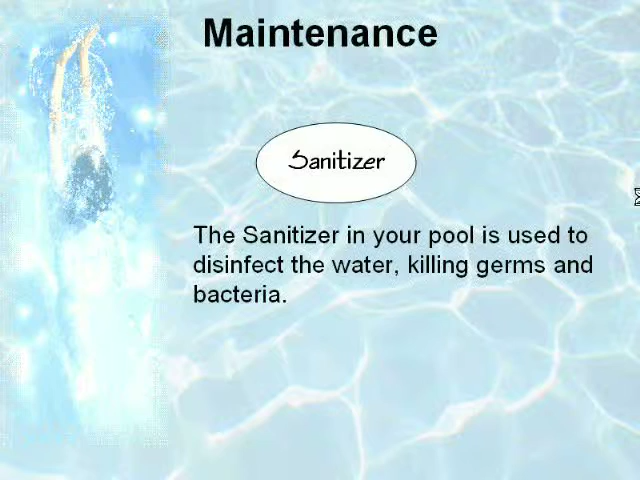 Maintenance
Sanitizer
The Sanitizer in your pool is used to
disinfect the water, killing germs and
bacteria.